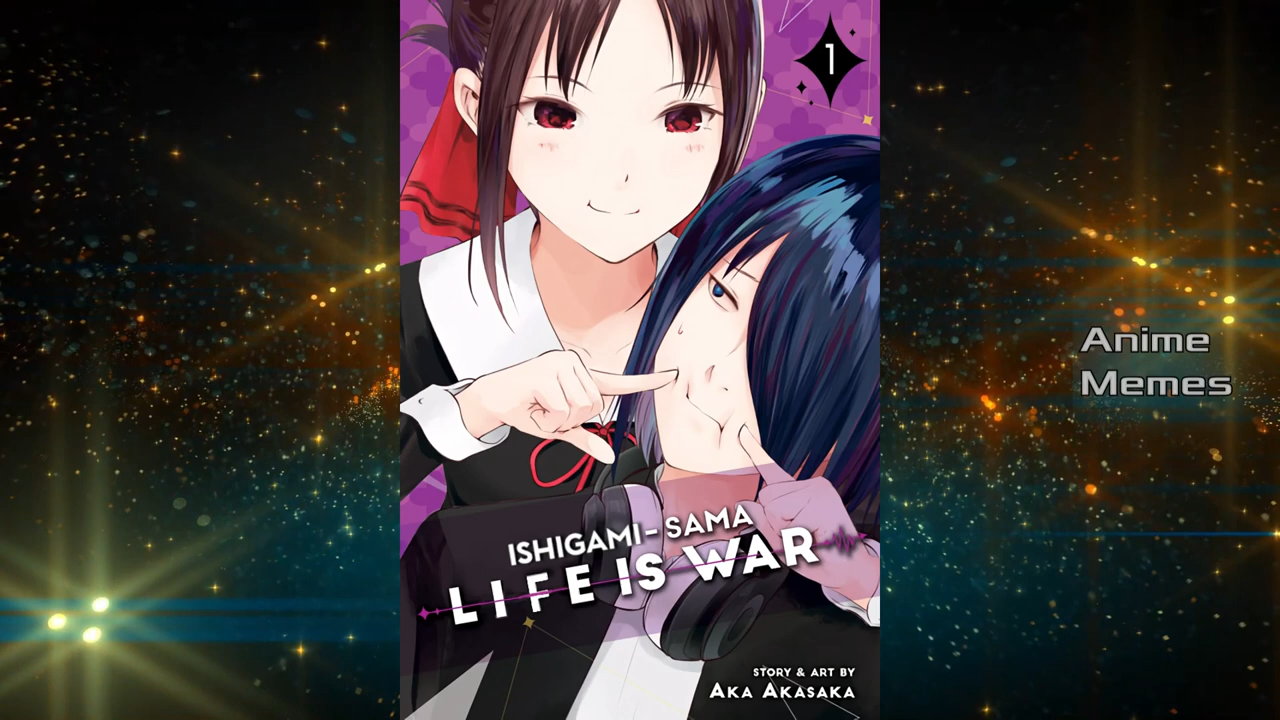 1
Anime
Memes
ISHIGAMI-SAMA
LIFE IS WAR
STORY & ART BY
AKA AKASAKA